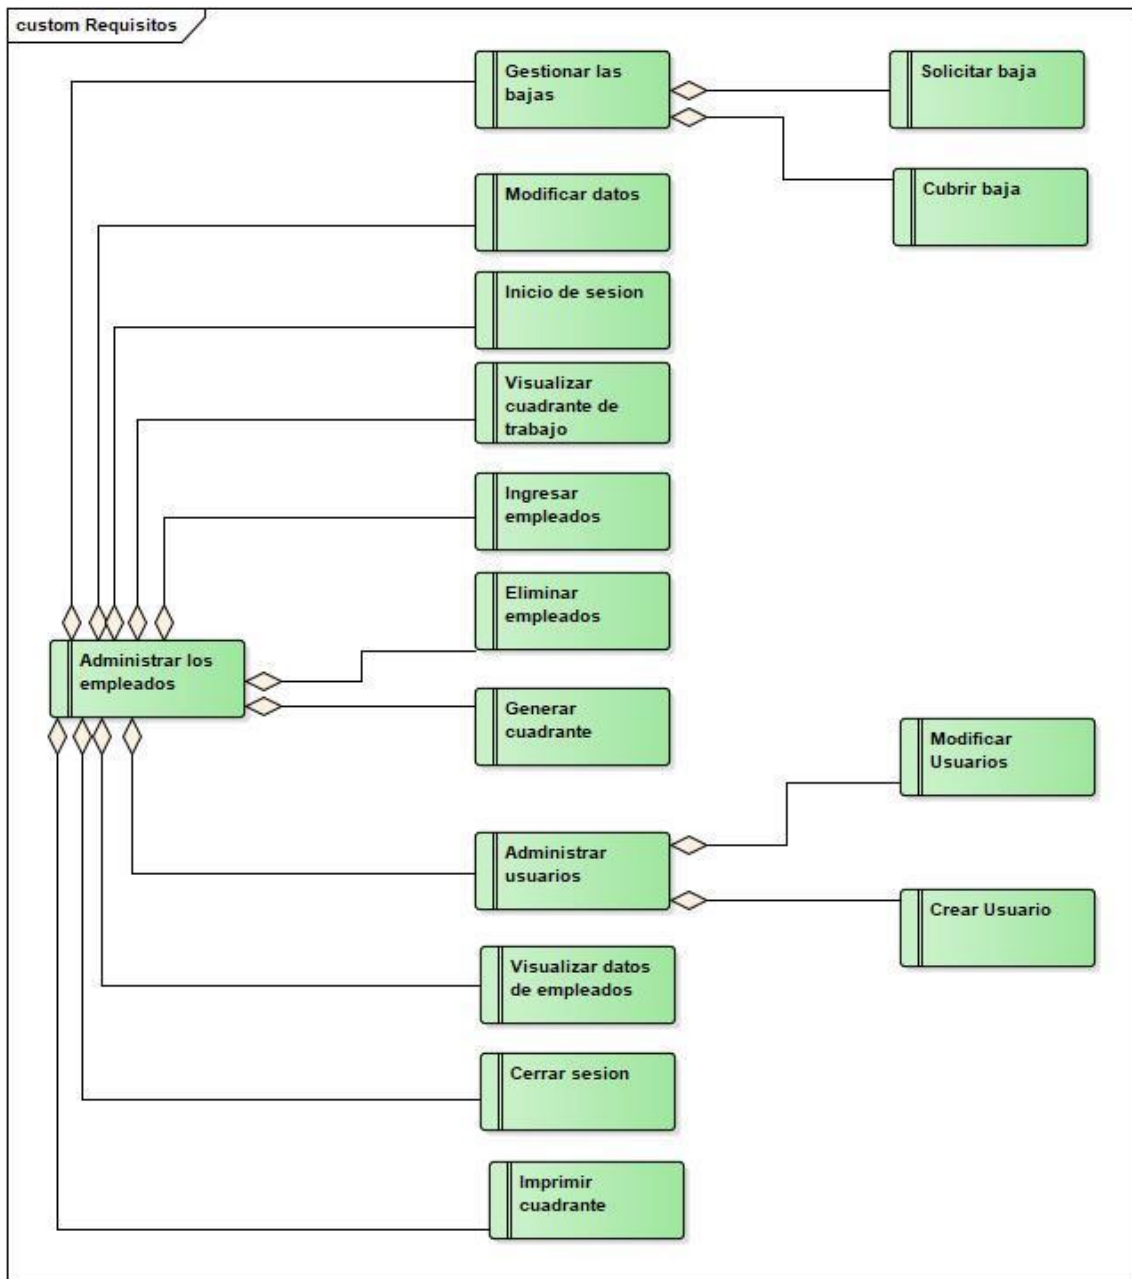 custom Requisitos
Gestionar las
bajas
Solicitar baja
Cubrir baja
Modificar datos
Inicio de sesion
Visualizar
cuadrante de
trabajo
Ingresar
empleados
Eliminar
empleados
Administrar los
empleados
Generar
cuadrante
Modificar
Usuarios
Administrar
usuarios
Crear Usuario
Visualizar datos
de empleados
Cerrar sesion
Imprimir
cuadrante